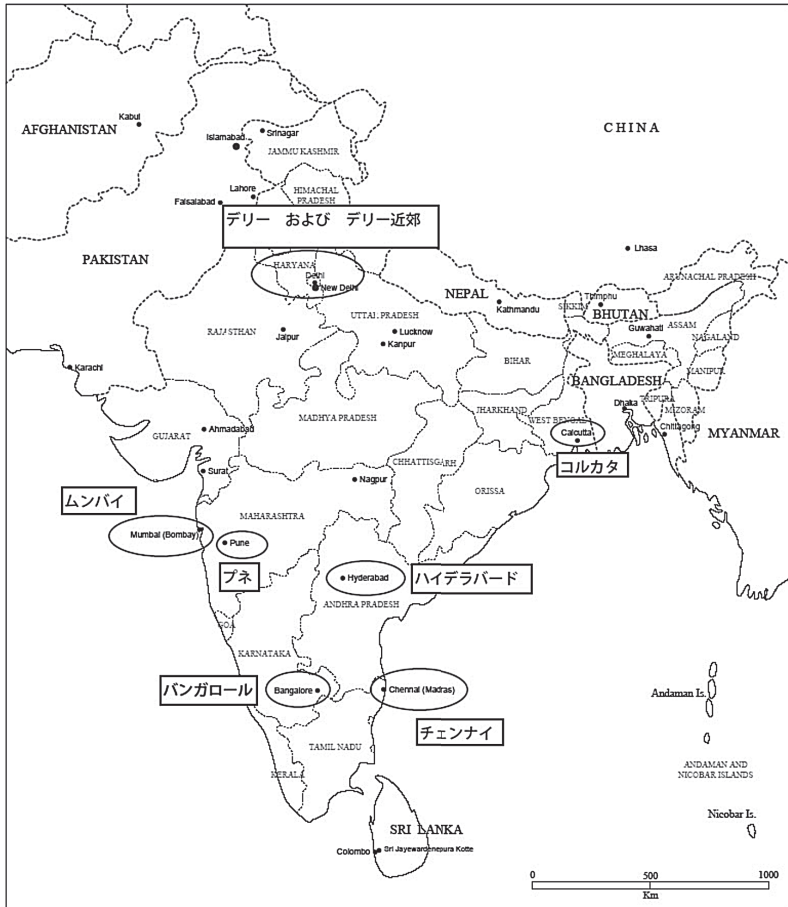 Kabul
AFGHANISTAN
Islamabad
Srinagar
JAMMU KASHMIR
CHINA
Lahore
HIMACHAL
PRADESH
Faisalabad
デリー　および　デリー近郊
PAKISTAN
HARYANA
Delhi
New Delhi
Lhasa
NEPAL
Kathmandu
SIKKIM
Thimphu
BHUTAN
ARUNACHAL PRADESH
RAJASTHAN
Jaipur
UTTAL PRADESH
Lucknow
Kanpur
Guwahati
ASSAM
NAGALAND
MEGHALAYA
BIHAR
Karachi
BANGLADESH
MANIPUR
Dhaka
TRIPURA
MIZORAM
JHARKHAND
WEST BENGAL
MADHYA PRADESH
Ahmadabad
GUJARAT
Calcutta
Chittagong
MYANMAR
CHHATTISGARH
コルカタ
Surat
Nagpur
ORISSA
ムンバイ
MAHARASHTRA
Mumbai (Bombay)
Pune
プネ
Hyderabad
ハイデラバード
ANDHRA PRADESH
GOA
KARNATAKA
バンガロール
Bangalore
Chennai (Madras)
Andaman Is.
チェンナイ
TAMIL NADU
KERALA
ANDAMAN AND
NICOBAR ISLANDS
Nicobar Is.
SRI LANKA
Colombo
Sri Jayewardenepura Kotte
0
500
1000
Km